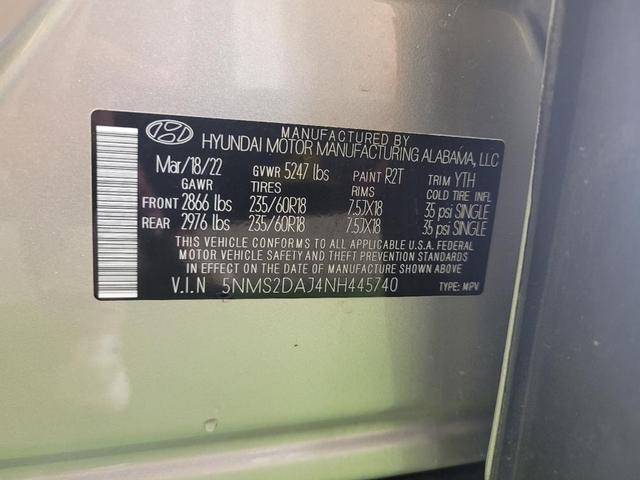 MANUFACTURED BY
HYUNDAI MOTOR MANUFACTURING ALABAMA, LLC
Mar/18/22 GVWR 5247 lbs PAINT R2T TRIM YTH
GAWR TIRES RIMS COLD TIRE INFL
FRONT 2866 lbs 235/60R18 7.5JX18 35 psi SINGLE
REAR 2976 lbs 235/60R18 7.5JX18 35 psi SINGLE
THIS VEHICLE CONFORMS TO ALL APPLICABLE U.S.A. FEDERAL
MOTOR VEHICLE SAFETY AND THEFT PREVENTION STANDARDS
IN EFFECT ON THE DATE OF MANUFACTURE SHOWN ABOVE.
V.I.N 5NMS2DAJ4NH445740 TYPE: MPV